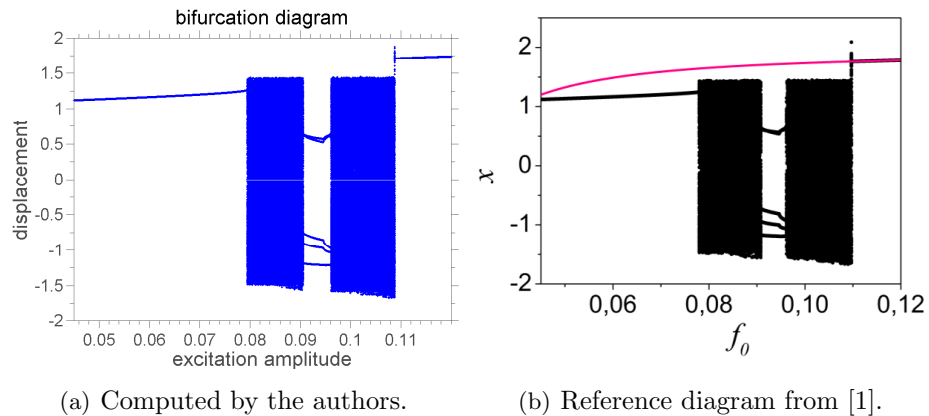 bifurcation diagram
2
1.5
1
0.5
0
-0.5
-1
-1.5
-2
displacement
0.05 0.06 0.07 0.08 0.09 0.1 0.11
excitation amplitude
(a) Computed by the authors.
2
1
0
-1
-2
x
0,06 0,08 0,10 0,12
f0
(b) Reference diagram from [1].